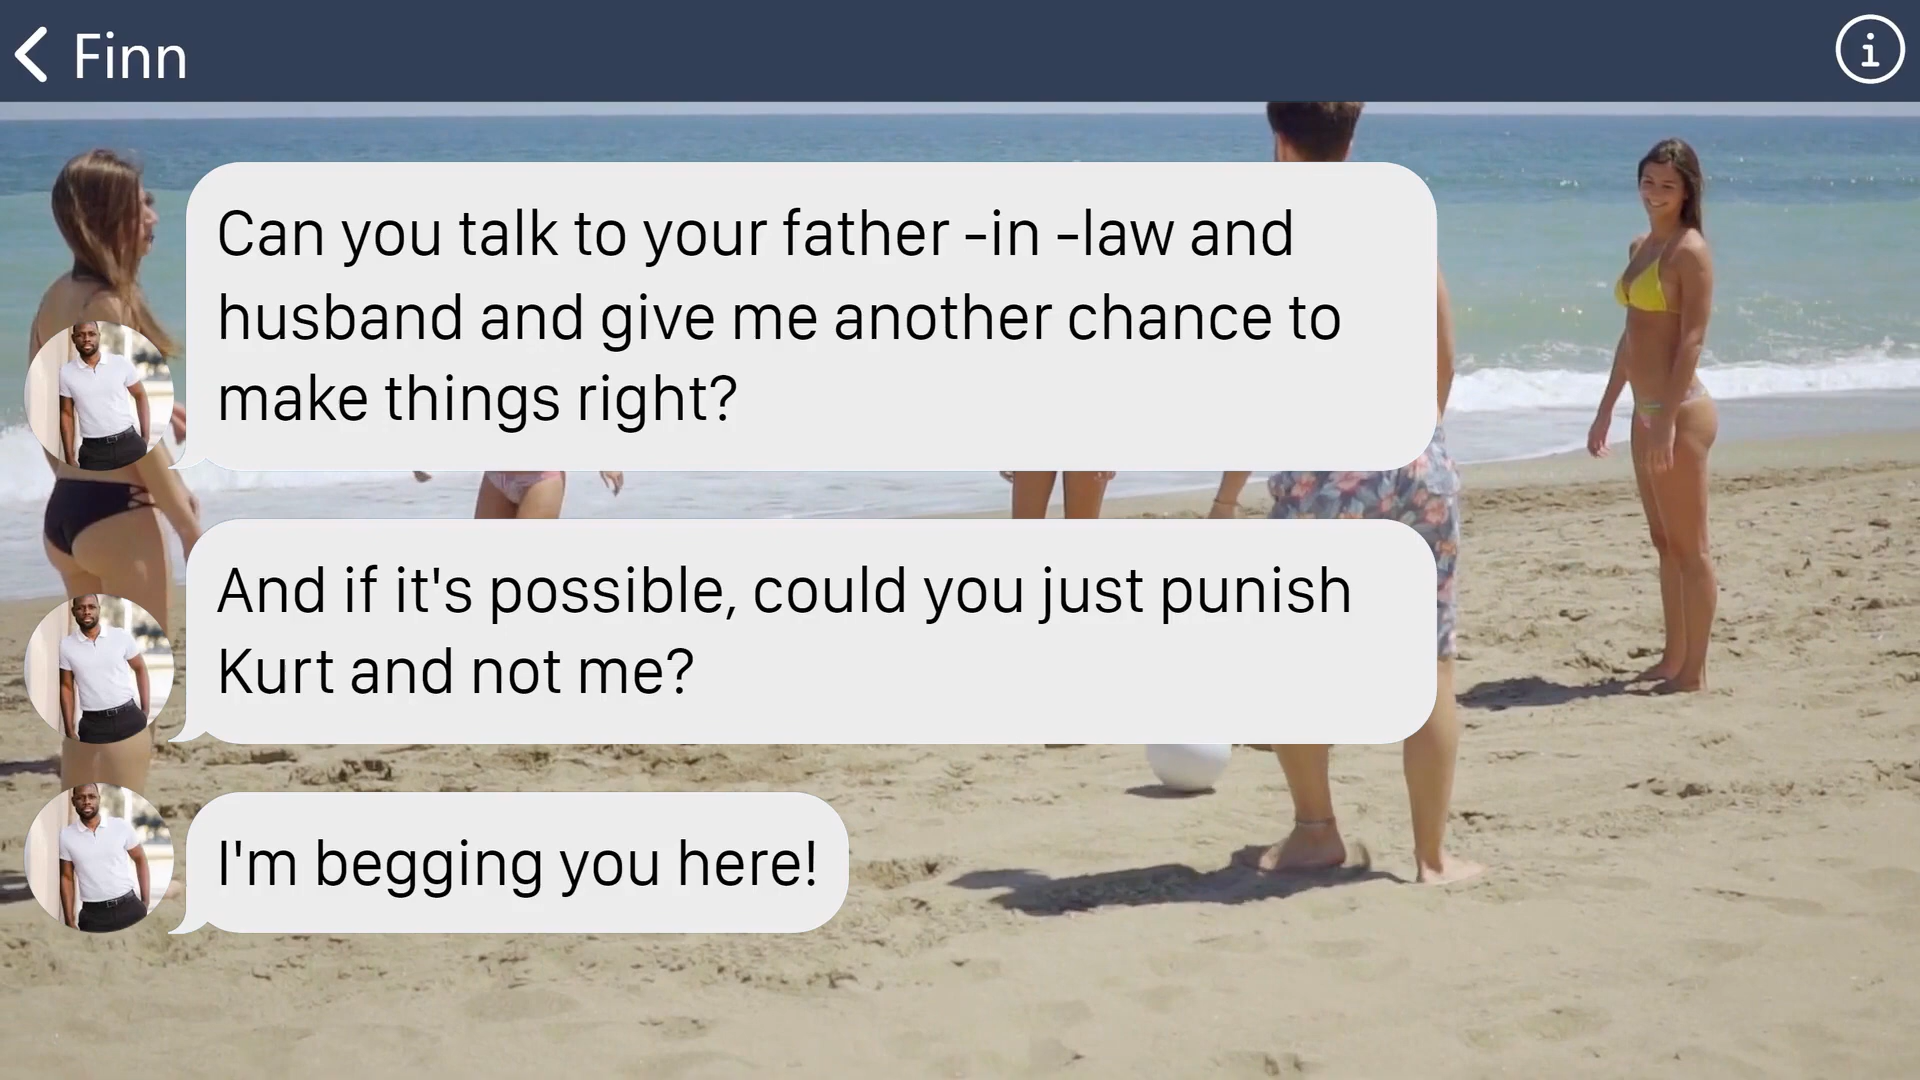 Finn
Can you talk to your father -in -law and
husband and give me another chance to
make things right?
And if it's possible, could you just punish
Kurt and not me?
I'm begging you here!